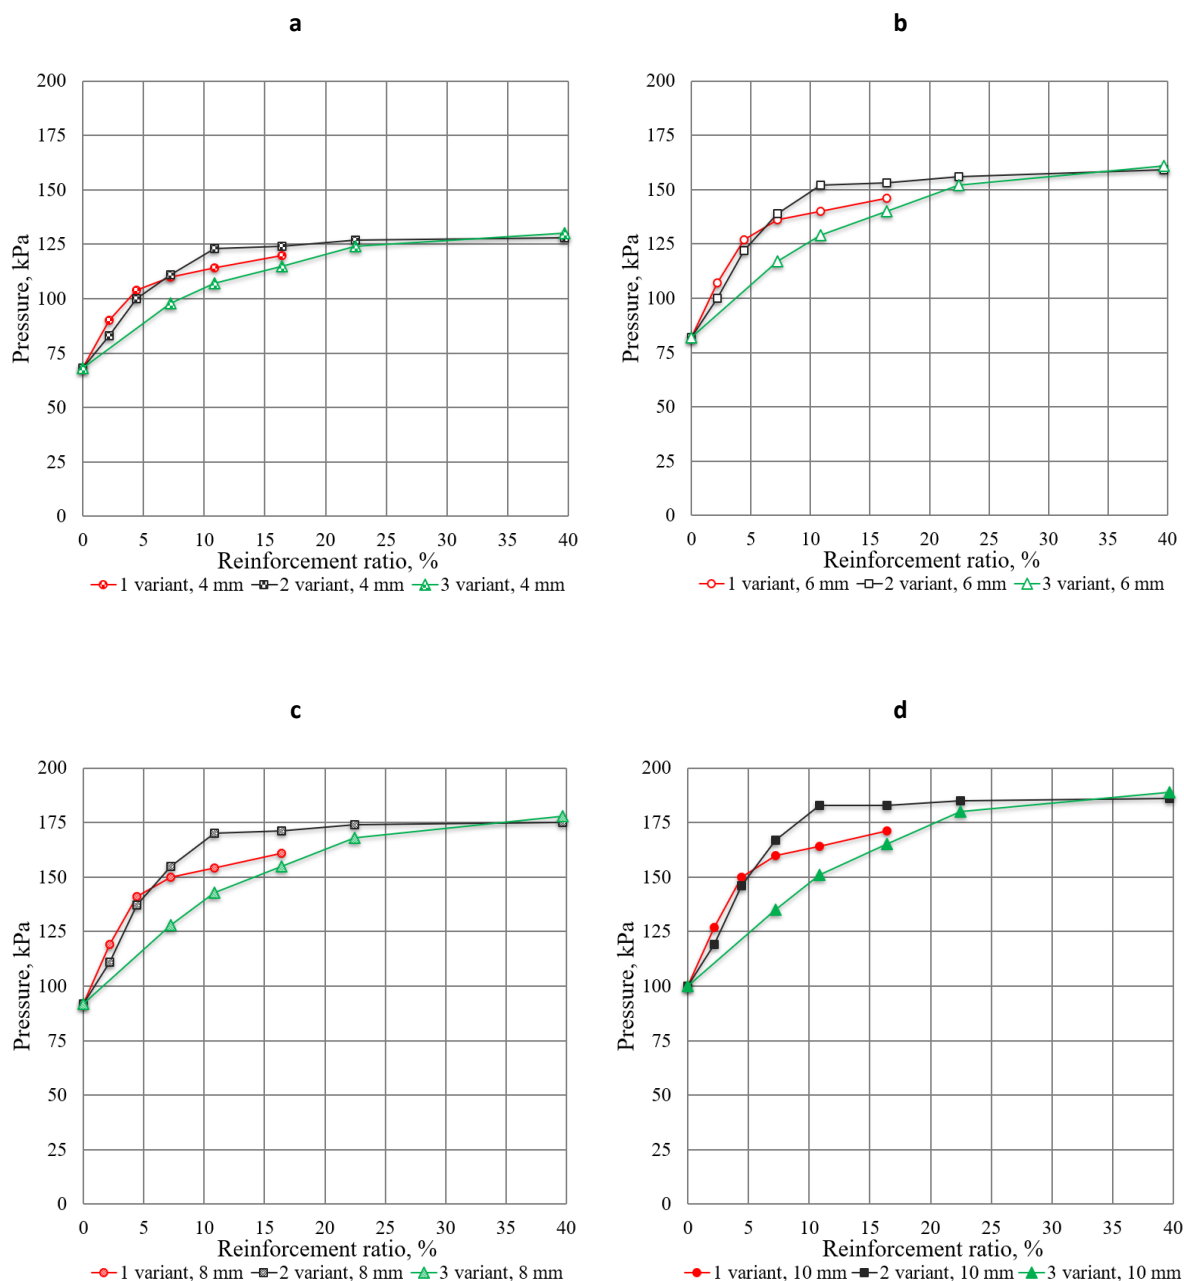 a
200
175
150
125
100
75
50
25
0
Pressure, kPa
0 5 10 15 20 25 30 35 40
Reinforcement ratio, %
1 variant, 4 mm 2 variant, 4 mm 3 variant, 4 mm
b
200
175
150
125
100
75
50
25
0
Pressure, kPa
0 5 10 15 20 25 30 35 40
Reinforcement ratio, %
1 variant, 6 mm 2 variant, 6 mm 3 variant, 6 mm
c
200
175
150
125
100
75
50
25
0
Pressure, kPa
0 5 10 15 20 25 30 35 40
Reinforcement ratio, %
1 variant, 8 mm 2 variant, 8 mm 3 variant, 8 mm
d
200
175
150
125
100
75
50
25
0
Pressure, kPa
0 5 10 15 20 25 30 35 40
Reinforcement ratio, %
1 variant, 10 mm 2 variant, 10 mm 3 variant, 10 mm